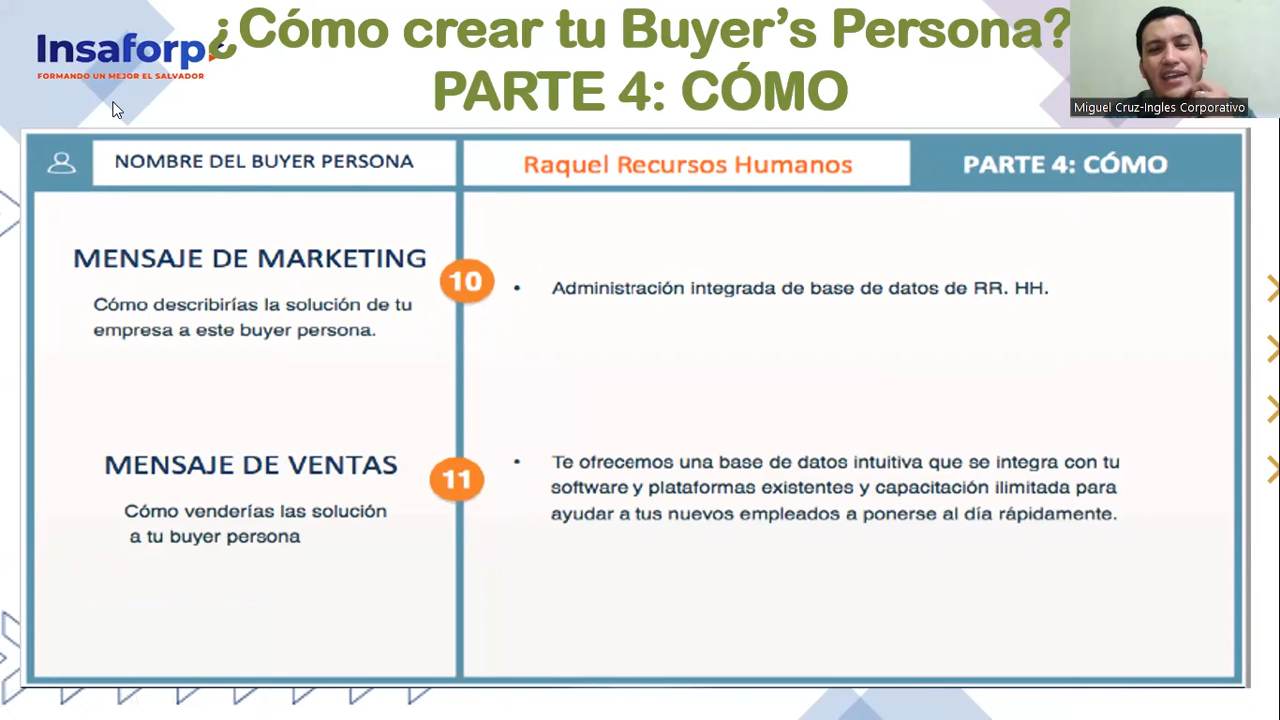 Insaforp
FORMANDO UN MEJOR EL SALVADOR
¿Cómo crear tu Buyer's Persona?
PARTE 4: CÓMO
Miguel Cruz-Ingles Corporativo
NOMBRE DEL BUYER PERSONA
Raquel Recursos Humanos
PARTE 4: CÓMO
MENSAJE DE MARKETING
Cómo describirías la solución de tu
empresa a este buyer persona.
10
• Administración integrada de base de datos de RR. HH.
MENSAJE DE VENTAS
Cómo venderías las solución
a tu buyer persona
11
• Te ofrecemos una base de datos intuitiva que se integra con tu
software y plataformas existentes y capacitación ilimitada para
ayudar a tus nuevos empleados a ponerse al día rápidamente.